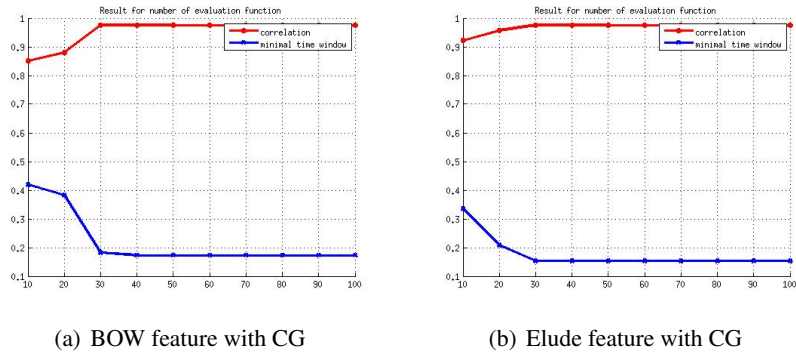 Result for number of evaluation function
correlation
minimal time window
1
0.9
0.8
0.7
0.6
0.5
0.4
0.3
0.2
0.1
10 20 30 40 50 60 70 80 90 100
(a) BOW feature with CG
Result for number of evaluation function
correlation
minimal time window
1
0.9
0.8
0.7
0.6
0.5
0.4
0.3
0.2
0.1
10 20 30 40 50 60 70 80 90 100
(b) Elude feature with CG